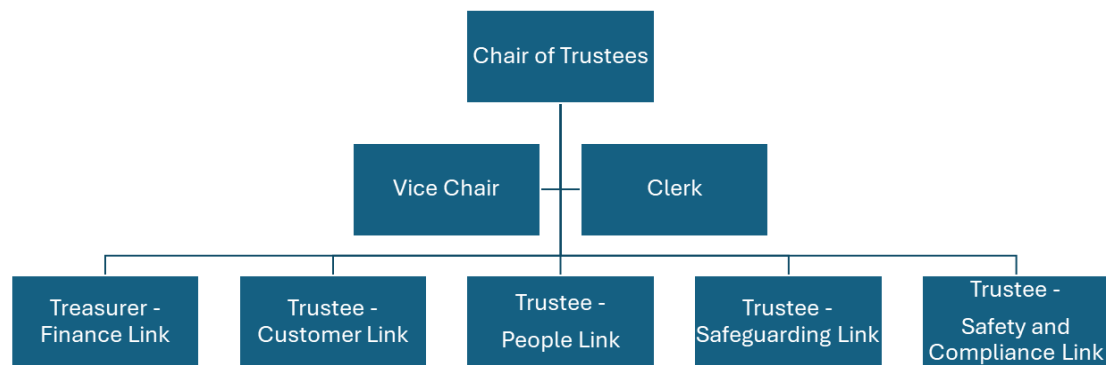 Chair of Trustees
Vice Chair
Clerk
Treasurer -
Finance Link
Trustee -
Customer Link
Trustee -
People Link
Trustee -
Safeguarding Link
Trustee -
Safety and
Compliance Link